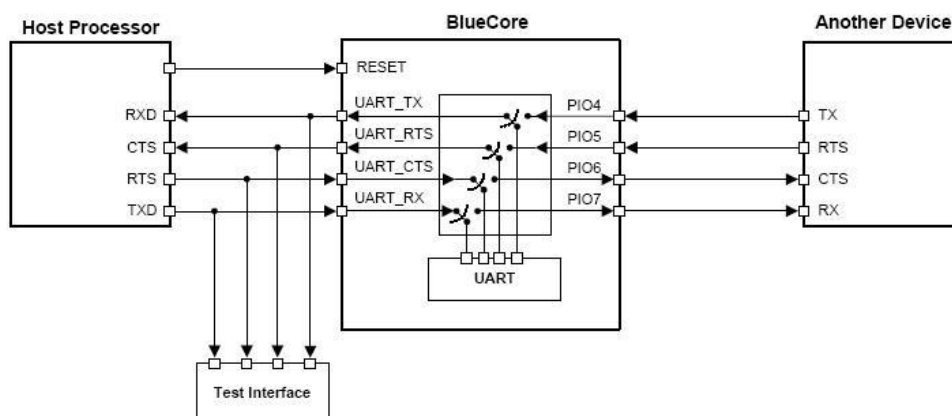 Host Processor
BlueCore
Another Device
RESET
RXD
UART_TX
PIO4
TX
CTS
UART_RTS
PIO5
RTS
RTS
UART_CTS
PIO6
CTS
TXD
UART_RX
PIO7
RX
UART
Test Interface